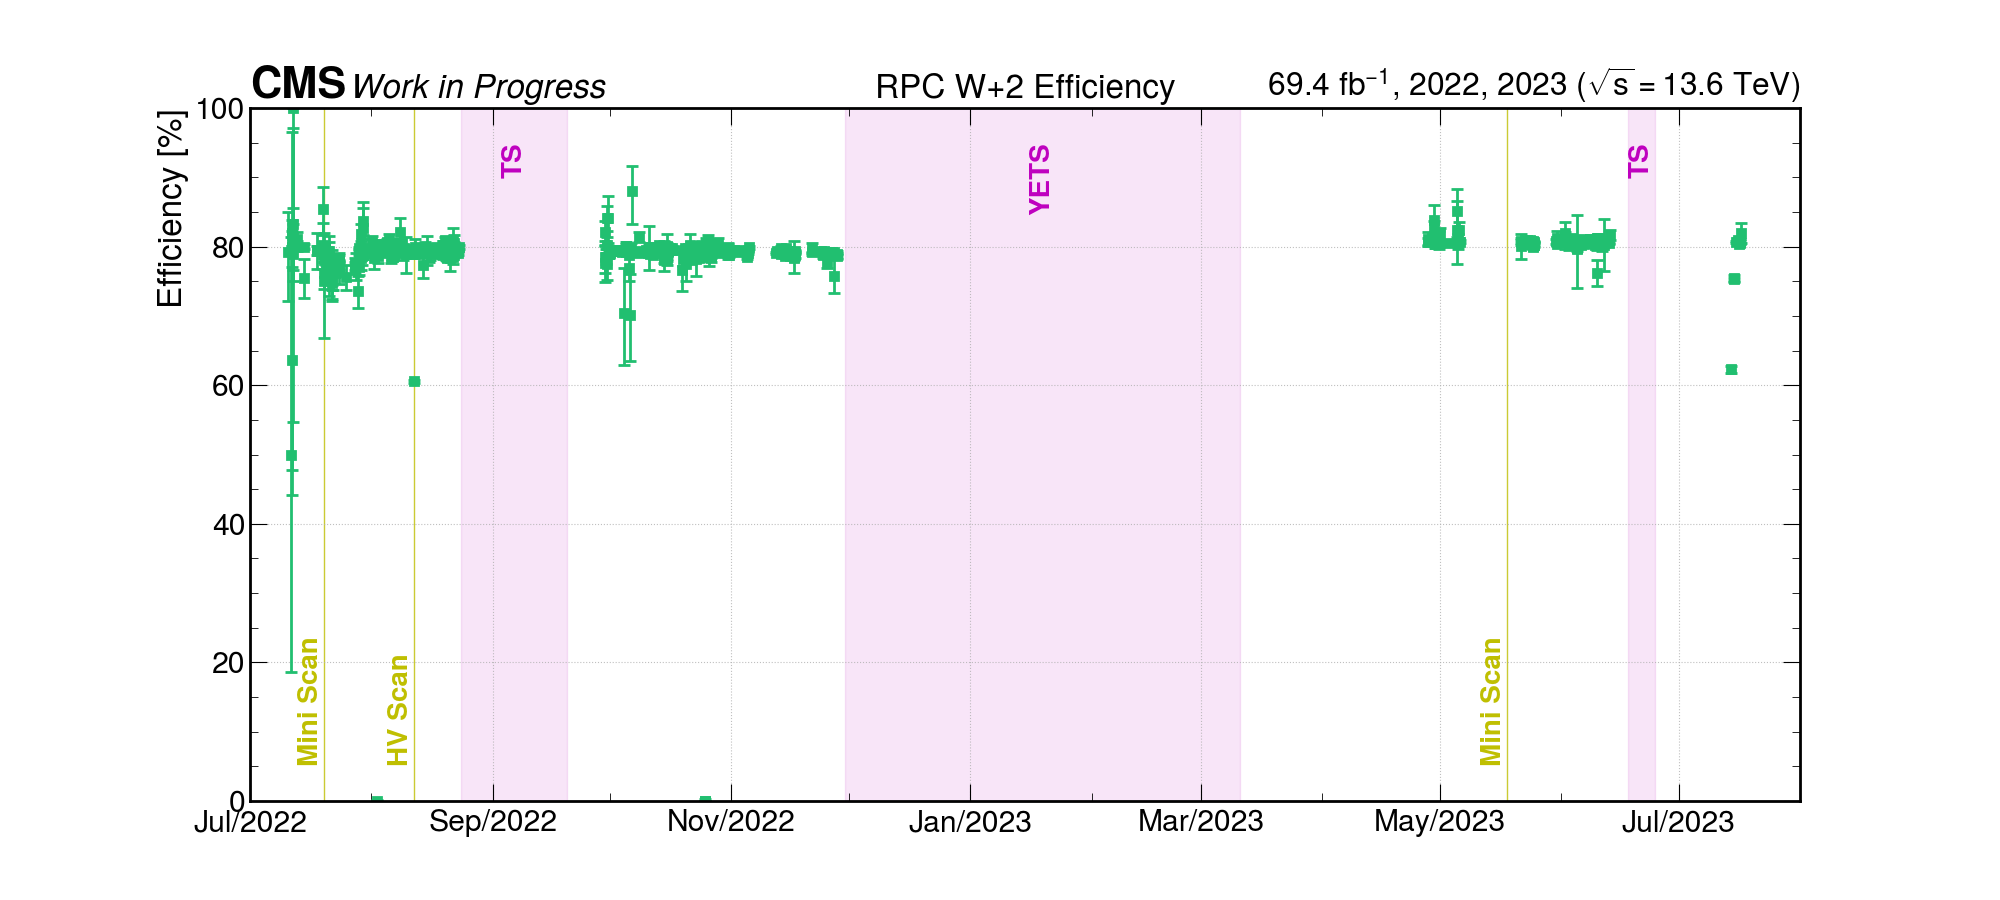 CMS Work in Progress RPC W+2 Efficiency 69.4 fb⁻¹, 2022, 2023 (√s = 13.6 TeV)
Efficiency [%]
100
80
60
40
20
0
TS
YETS
TS
Mini Scan
HV Scan
Mini Scan
Jul/2022 Sep/2022 Nov/2022 Jan/2023 Mar/2023 May/2023 Jul/2023